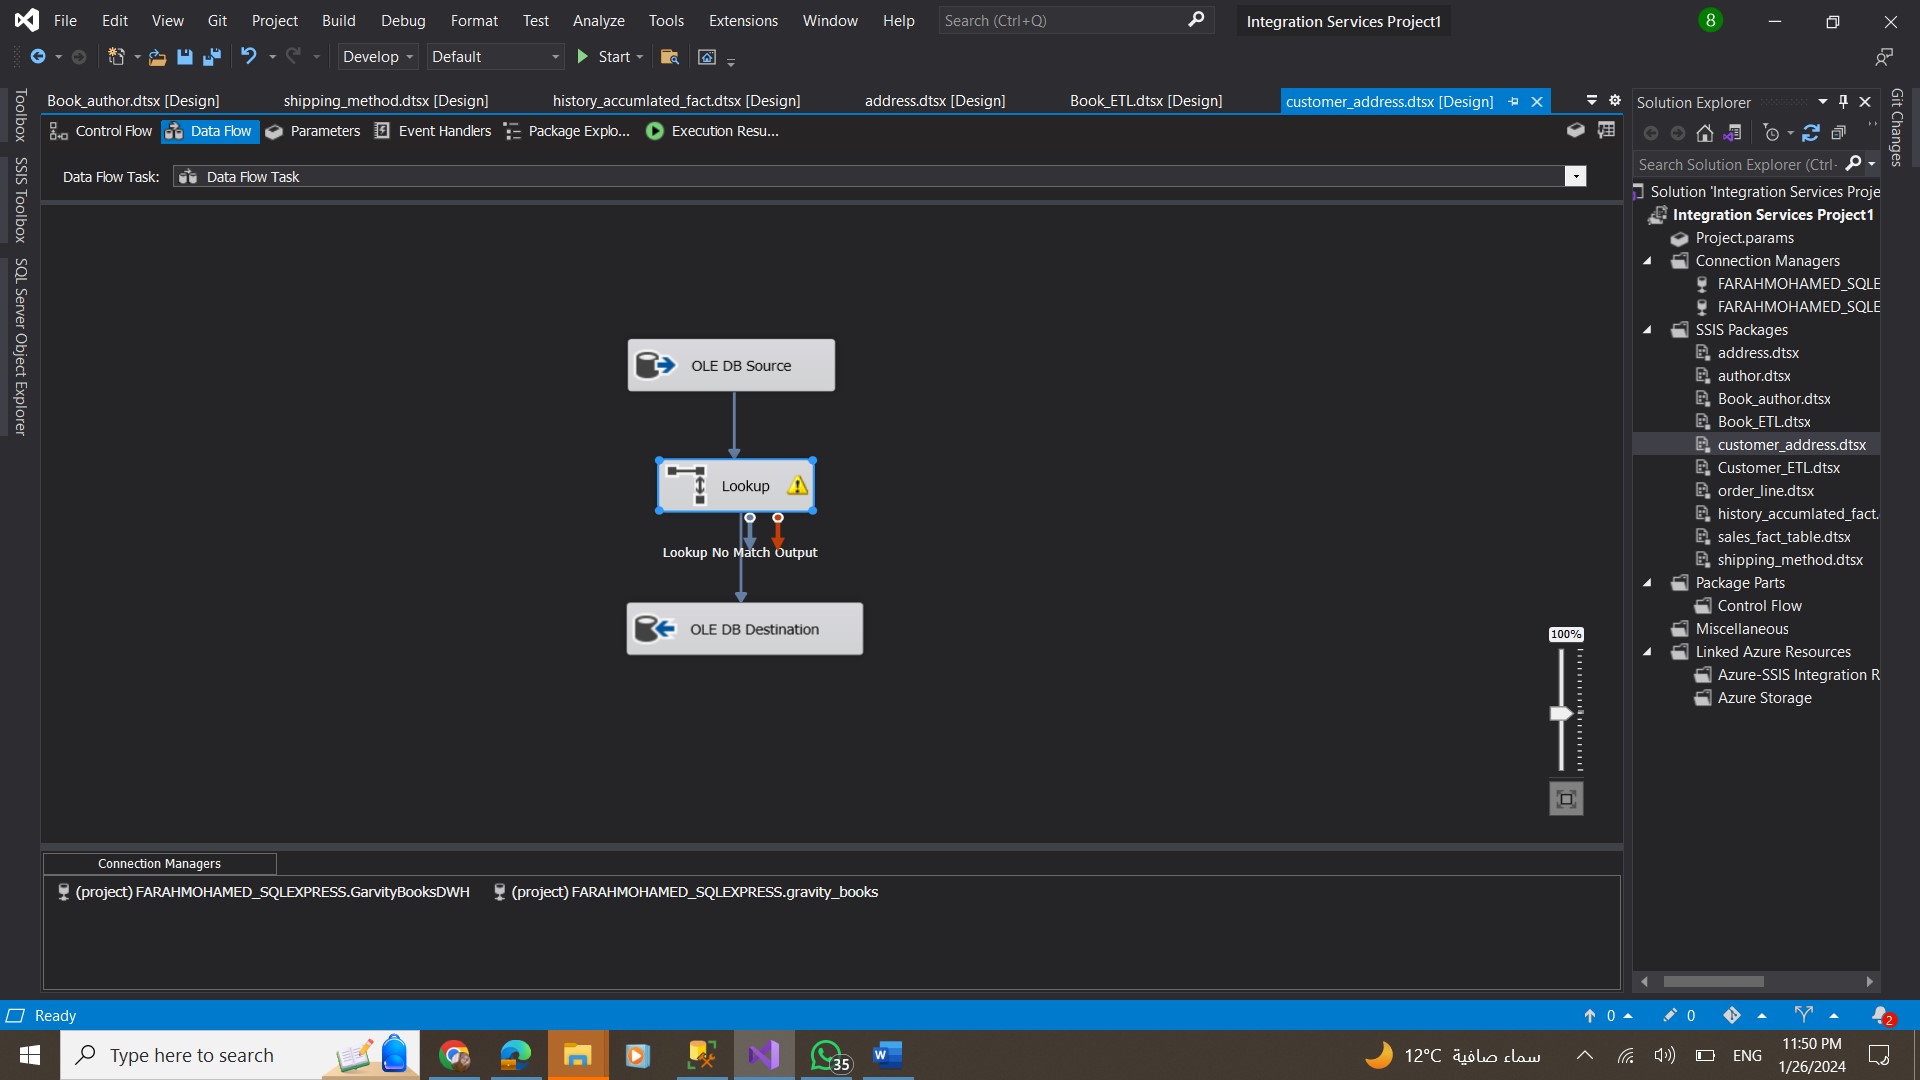 File Edit View Git Project Build Debug Format Test Analyze Tools Extensions Window Help Search (Ctrl+Q) Integration Services Project1 8
Develop Default Start
Book_author.dtsx [Design] shipping_method.dtsx [Design] history_accumlated_fact.dtsx [Design] address.dtsx [Design] Book_ETL.dtsx [Design] customer_address.dtsx [Design]
Control Flow Data Flow Parameters Event Handlers Package Explo... Execution Resu...
Data Flow Task: Data Flow Task
Toolbox
SSIS Toolbox
SQL Server Object Explorer
OLE DB Source
Lookup
Lookup No Match Output
OLE DB Destination
100%
Connection Managers
(project) FARAHMOHAMED_SQLEXPRESS.GarvityBooksDWH (project) FARAHMOHAMED_SQLEXPRESS.gravity_books
Solution Explorer
Search Solution Explorer (Ctrl-
Solution 'Integration Services Proje
Integration Services Project1
Project.params
Connection Managers
FARAHMOHAMED_SQLE
FARAHMOHAMED_SQLE
SSIS Packages
address.dtsx
author.dtsx
Book_author.dtsx
Book_ETL.dtsx
customer_address.dtsx
Customer_ETL.dtsx
order_line.dtsx
history_accumlated_fact.
sales_fact_table.dtsx
shipping_method.dtsx
Package Parts
Control Flow
Miscellaneous
Linked Azure Resources
Azure-SSIS Integration R
Azure Storage
Git Changes
Ready 0 0 2
Type here to search 35 12°C سماء صافية ENG 11:50 PM
1/26/2024